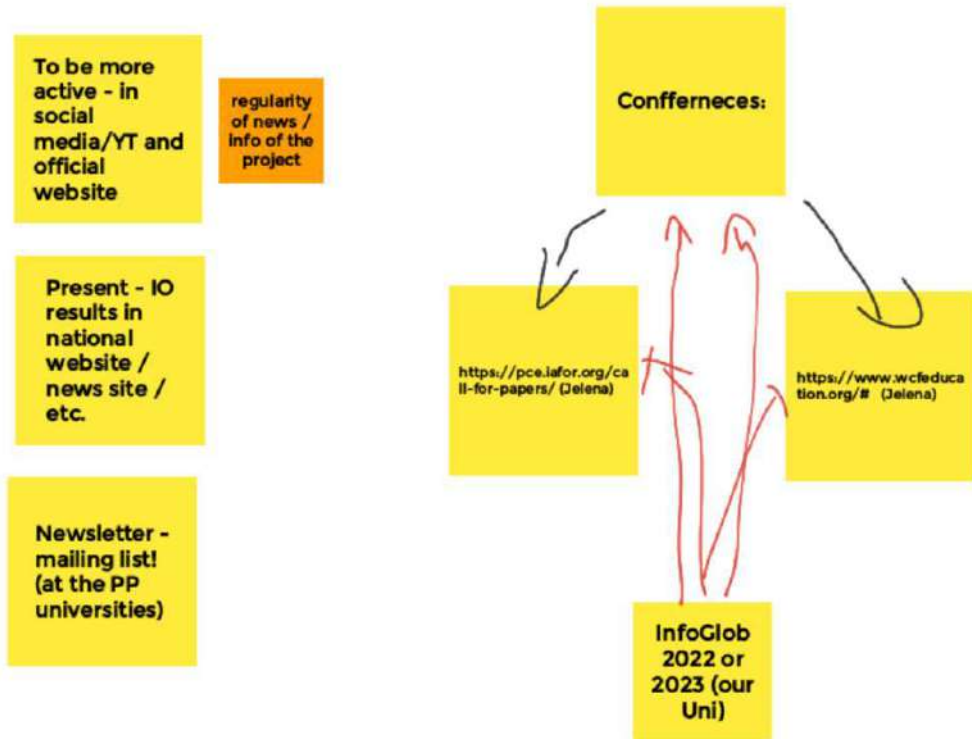 To be more
active - in
social
media/YT and
official
website
regularity
of news /
info of the
project
Present - IO
results in
national
website /
news site /
etc.
Newsletter -
mailing list!
(at the PP
universities)
Confferneces:
https://pce.iafor.org/ca
ll-for-papers/ (Jelena)
https://www.wcfeduca
tion.org/# (Jelena)
InfoGlob
2022 or
2023 (our
Uni)